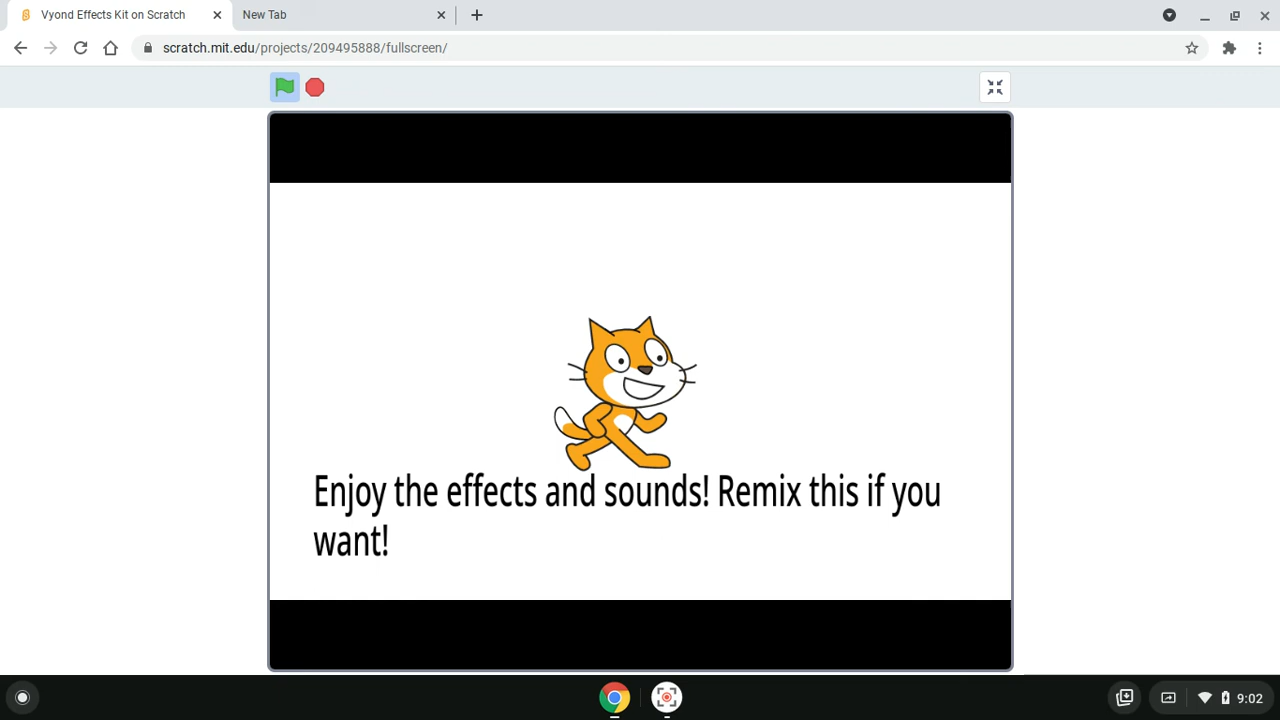 Vyond Effects Kit on Scratch
New Tab
scratch.mit.edu/projects/209495888/fullscreen/
Enjoy the effects and sounds! Remix this if you
want!
9:02